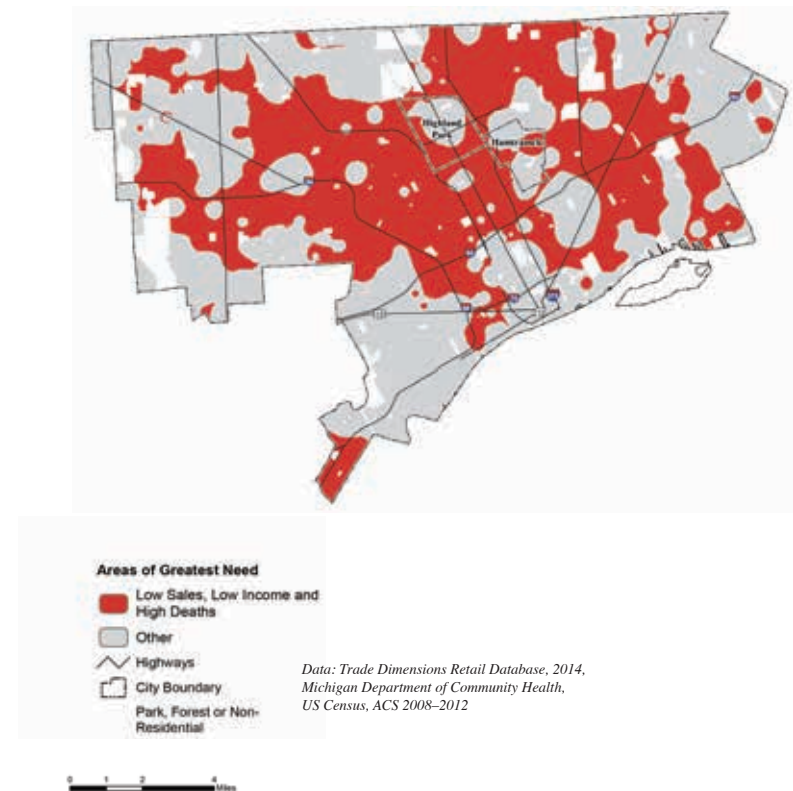 Highland
Park
Hamtramck
Areas of Greatest Need
Low Sales, Low Income and
High Deaths
Other
Highways
City Boundary
Park, Forest or Non-
Residential
Data: Trade Dimensions Retail Database, 2014,
Michigan Department of Community Health,
US Census, ACS 2008–2012
0 1 2 4
Miles